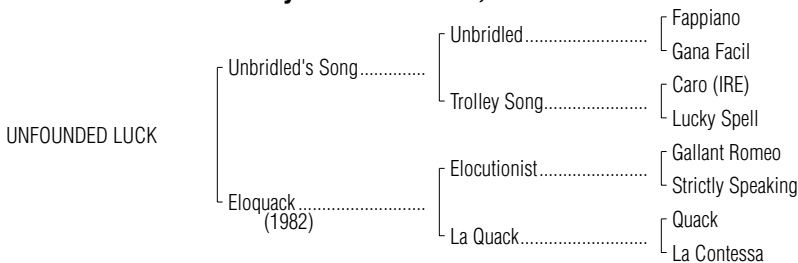 Fappiano
Unbridled..............................
Gana Facil
Unbridled's Song..............
Caro (IRE)
Trolley Song..........................
Lucky Spell
UNFOUNDED LUCK
Gallant Romeo
Elocutionist...........................
Strictly Speaking
Eloquack...............................
(1982)
Quack
La Quack................................
La Contessa